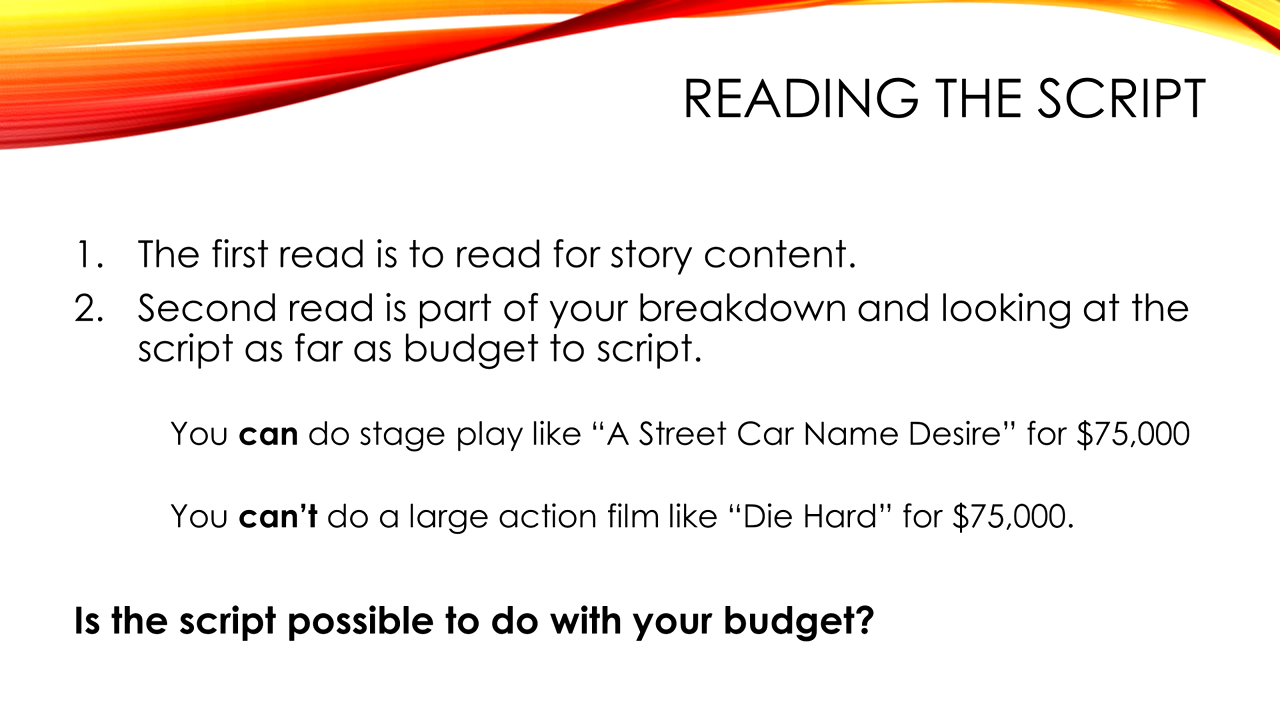 READING THE SCRIPT
1. The first read is to read for story content.
2. Second read is part of your breakdown and looking at the
script as far as budget to script.
You can do stage play like “A Street Car Name Desire” for $75,000
You can’t do a large action film like “Die Hard” for $75,000.
Is the script possible to do with your budget?